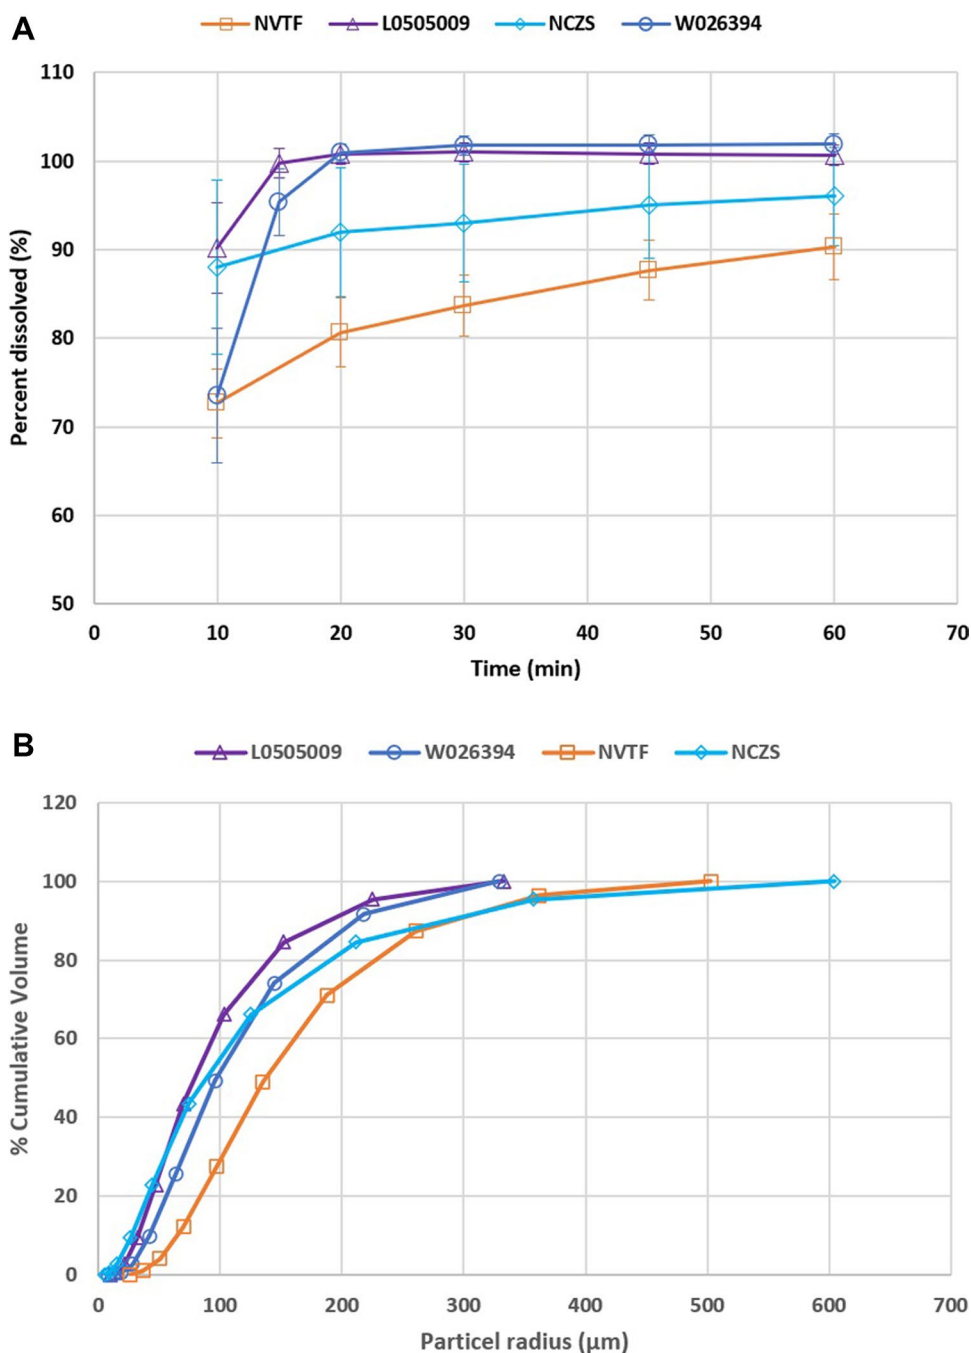 A
NVTF L0505009 NCZS W026394
110
100
90
80
70
60
50
0 10 20 30 40 50 60 70
Percent dissolved (%)
Time (min)
B
L0505009 W026394 NVTF NCZS
120
100
80
60
40
20
0
0 100 200 300 400 500 600 700
% Cumulative Volume
Particel radius (μm)